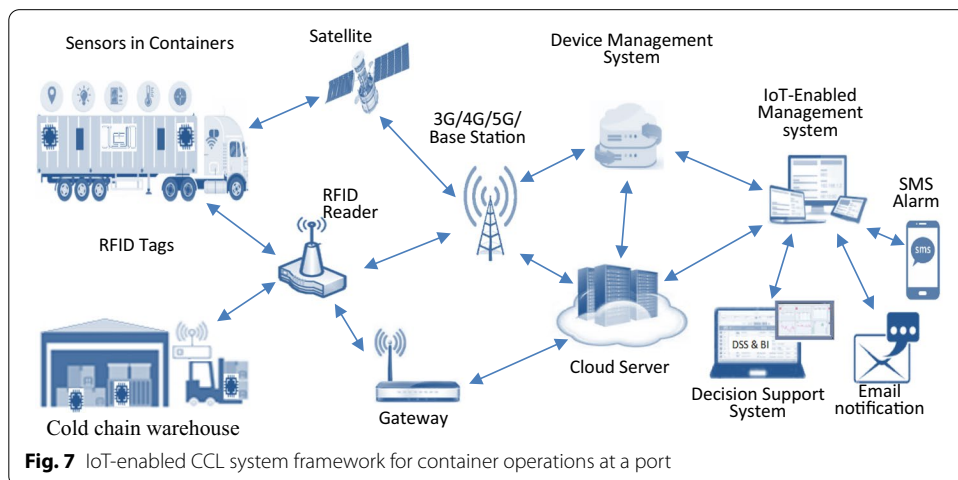 Sensors in Containers
Satellite
Device Management
System
3G/4G/5G/
Base Station
IoT-Enabled
Management
system
SMS
Alarm
sms
RFID
Reader
RFID Tags
DSS & BI
Cloud Server
Gateway
Decision Support
System
Email
notification
Cold chain warehouse
Fig. 7 IoT-enabled CCL system framework for container operations at a port